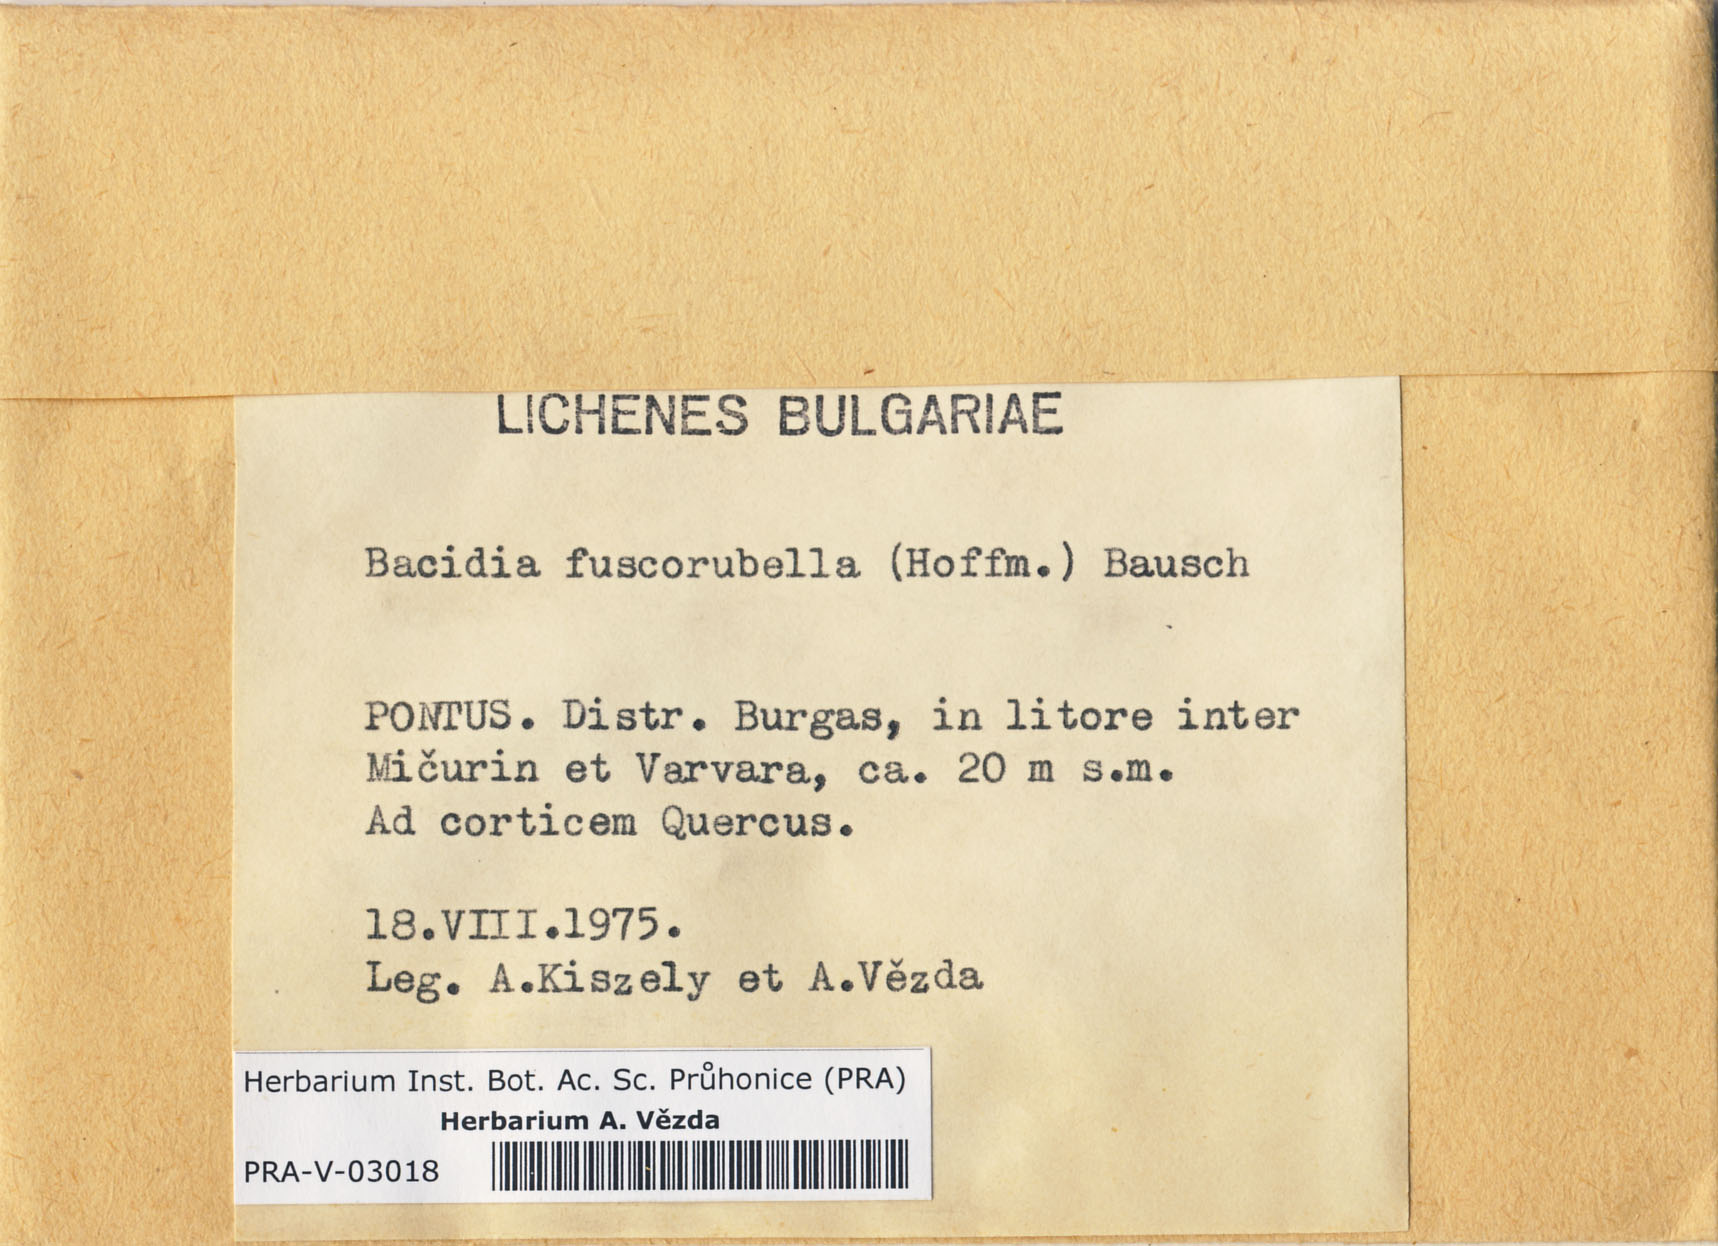 LICHENES BULGARIAE
Bacidia fuscorubella (Hoffm.) Bausch
PONTUS. Distr. Burgas, in litore inter
Mičurin et Varvara, ca. 20 m s.m.
Ad corticem Quercus.
18.VIII.1975.
Leg. A.Kiszely et A.Vězda
Herbarium Inst. Bot. Ac. Sc. Průhonice (PRA)
Herbarium A. Vězda
PRA-V-03018